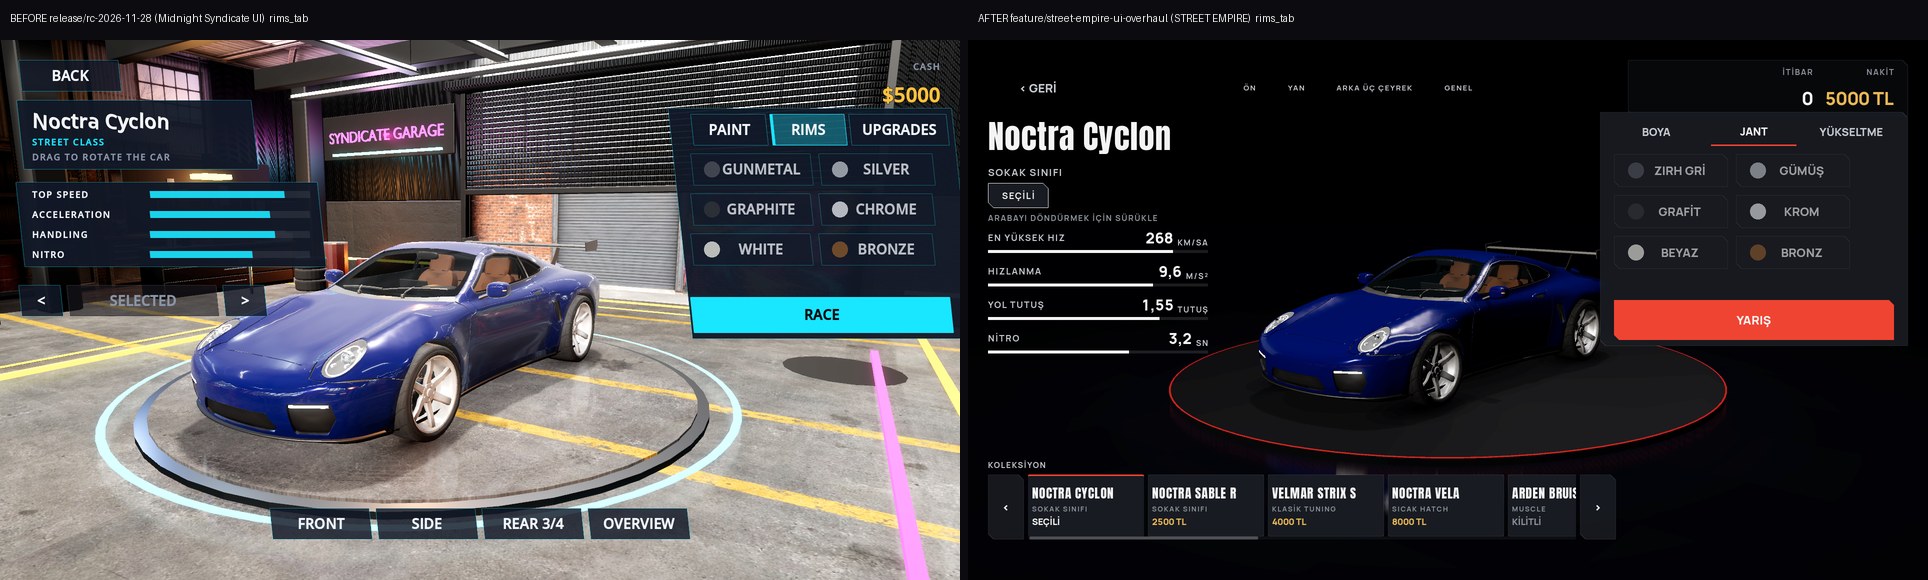 BEFORE release/rc-2026-11-28 (Midnight Syndicate UI) rims_tab
BACK
CASH
$5000
Noctra Cyclon
STREET CLASS
DRAG TO ROTATE THE CAR
SYNDICATE GARAGE
PAINT RIMS UPGRADES
GUNMETAL SILVER
GRAPHITE CHROME
WHITE BRONZE
RACE
TOP SPEED
ACCELERATION
HANDLING
NITRO
< SELECTED >
FRONT SIDE REAR 3/4 OVERVIEW
AFTER feature/street-empire-ui-overhaul (STREET EMPIRE) rims_tab
‹ GERİ
ÖN YAN ARKA ÜÇ ÇEYREK GENEL
İTİBAR NAKİT
0 5000 TL
Noctra Cyclon
SOKAK SINIFI
SEÇİLİ
ARABAYI DÖNDÜRMEK İÇİN SÜRÜKLE
EN YÜKSEK HIZ 268 KM/SA
HIZLANMA 9,6 M/S²
YOL TUTUŞ 1,55 TUTUŞ
NİTRO 3,2 SN
BOYA JANT YÜKSELTME
ZIRH GRİ GÜMÜŞ
GRAFİT KROM
BEYAZ BRONZ
YARIŞ
KOLEKSİYON
‹ NOCTRA CYCLON NOCTRA SABLE R VELMAR STRIX S NOCTRA VELA ARDEN BRUIS ›
SOKAK SINIFI SOKAK SINIFI KLASİK TUNING SICAK HATCH MUSCLE
SEÇİLİ 2500 TL 4000 TL 8000 TL KİLİTLİ